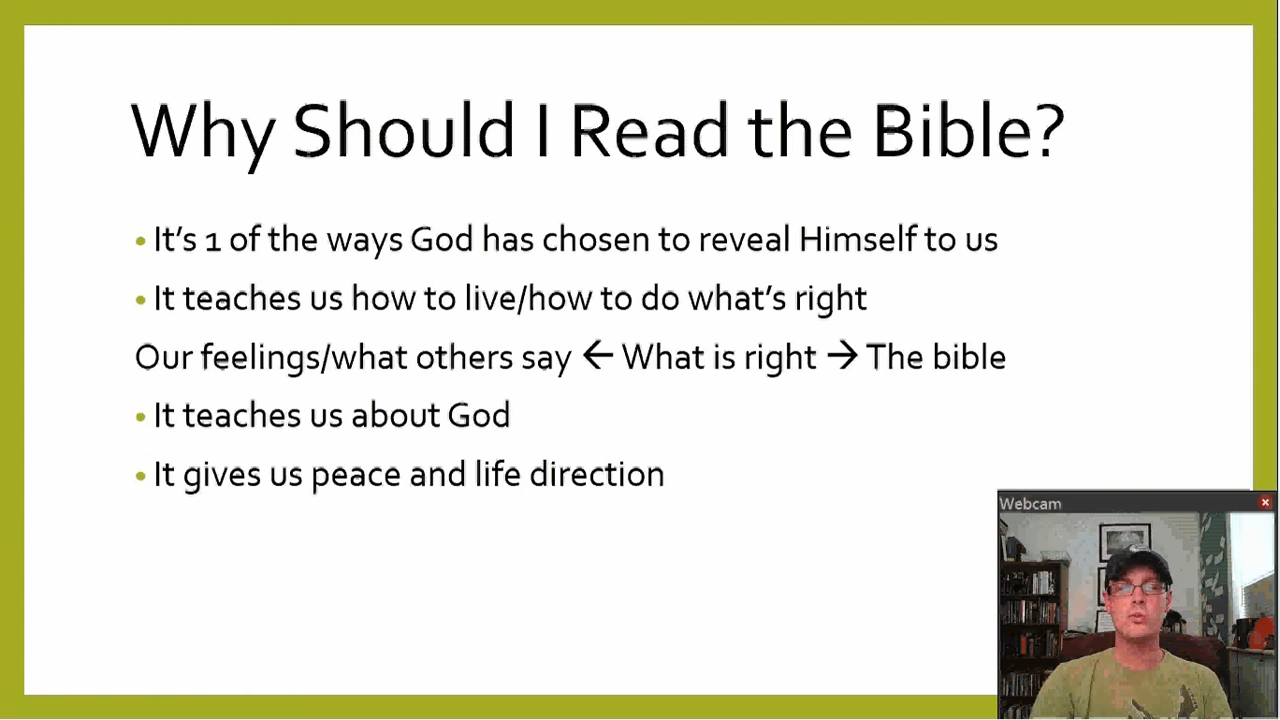 Why Should I Read the Bible?
• It's 1 of the ways God has chosen to reveal Himself to us
• It teaches us how to live/how to do what's right
Our feelings/what others say ← What is right → The bible
• It teaches us about God
• It gives us peace and life direction
Webcam